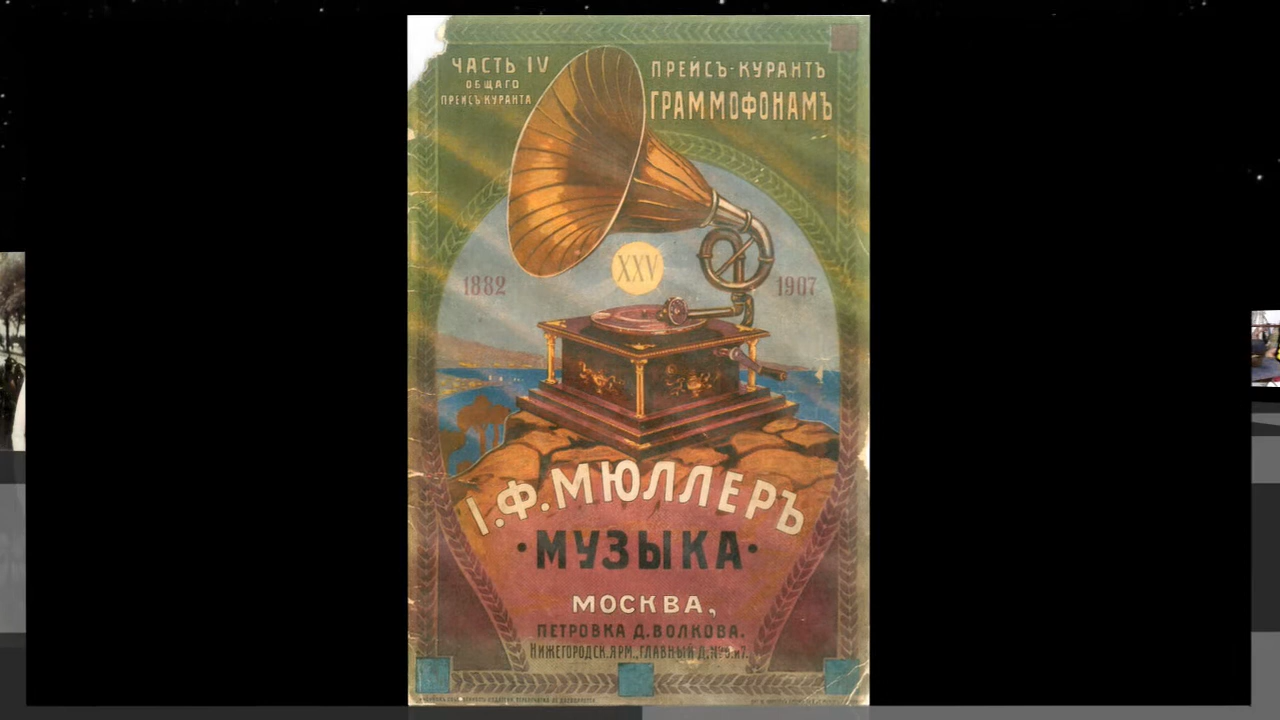 ЧАСТЬ IV
ОБЩАГО
ПРЕЙСЪ КУРАНТА
ПРЕЙСЪ-КУРАНТЪ
ГРАММОФОНАМЪ
1882
XXV
1907
І.Ф.МЮЛЛЕРЪ
·МУЗЫКА·
МОСКВА,
ПЕТРОВКА Д.ВОЛКОВА.
НИЖЕГОРОДСК.ЯРМ.,ГЛАВНЫЙ Д.